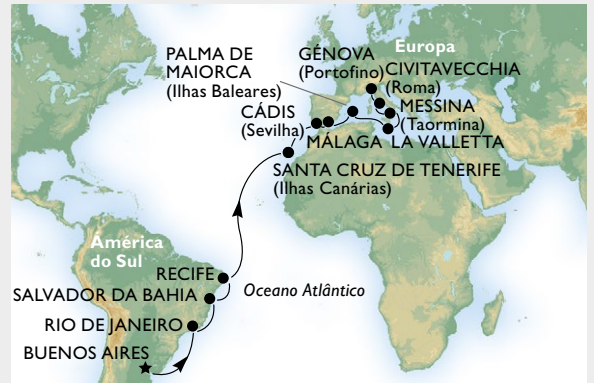 PALMA DE
MAIORCA
(Ilhas Baleares)
GÉNOVA
(Portofino)
Europa
CIVITAVECCHIA
(Roma)
MESSINA
(Taormina)
CÁDIS
(Sevilha)
MÁLAGA
LA VALLETTA
SANTA CRUZ DE TENERIFE
(Ilhas Canárias)
América
do Sul
RECIFE
Oceano Atlântico
SALVADOR DA BAHIA
RIO DE JANEIRO
BUENOS AIRES